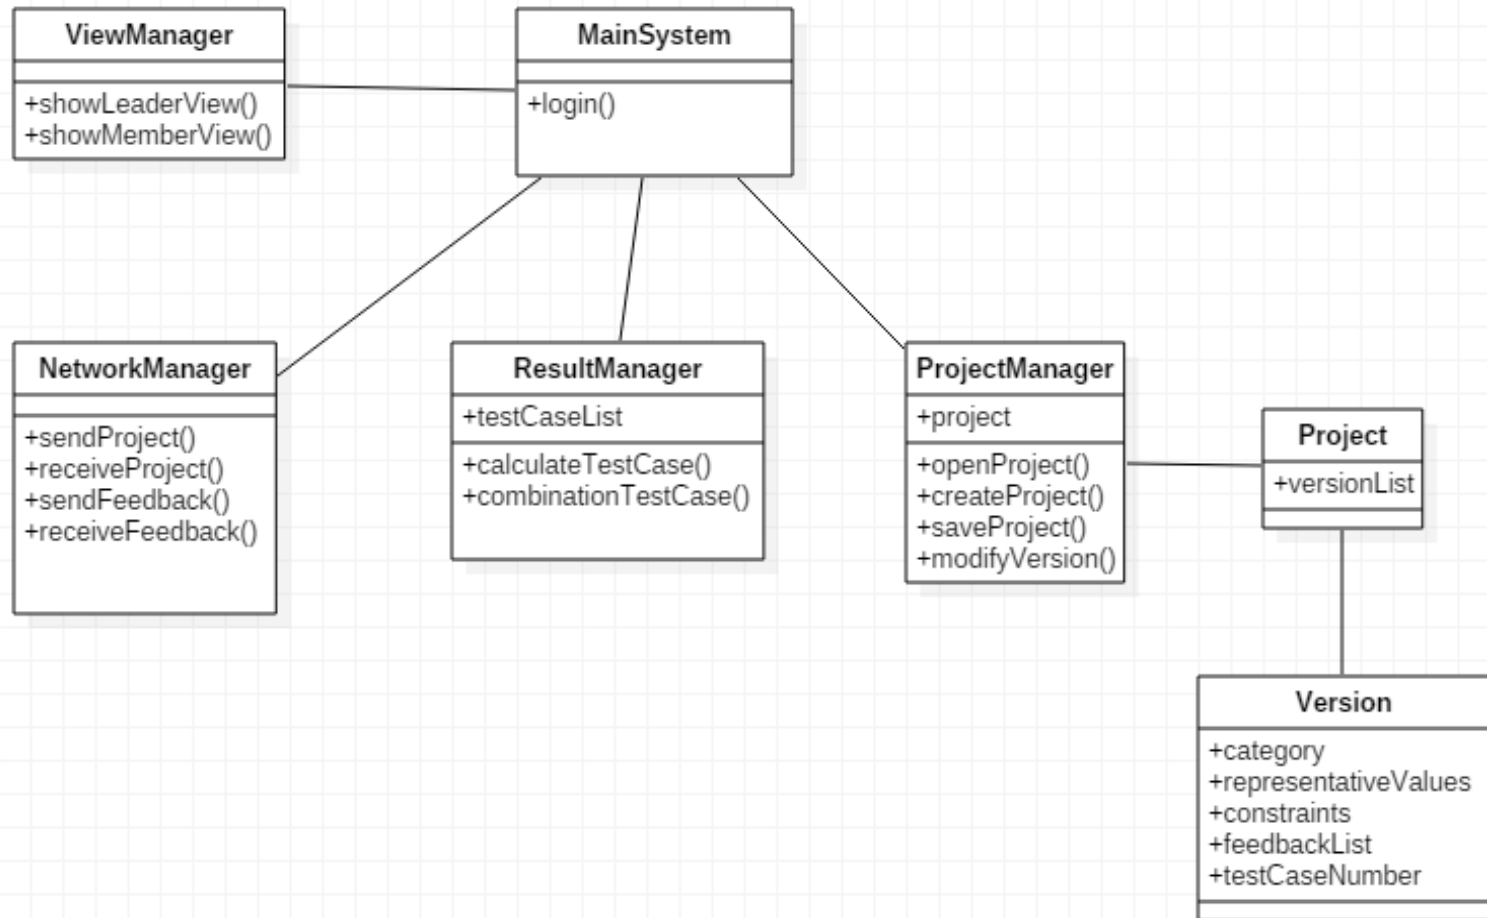 ViewManager
+showLeaderView()
+showMemberView()
MainSystem
+login()
NetworkManager
+sendProject()
+receiveProject()
+sendFeedback()
+receiveFeedback()
ResultManager
+testCaseList
+calculateTestCase()
+combinationTestCase()
ProjectManager
+project
+openProject()
+createProject()
+saveProject()
+modifyVersion()
Project
+versionList
Version
+category
+representativeValues
+constraints
+feedbackList
+testCaseNumber